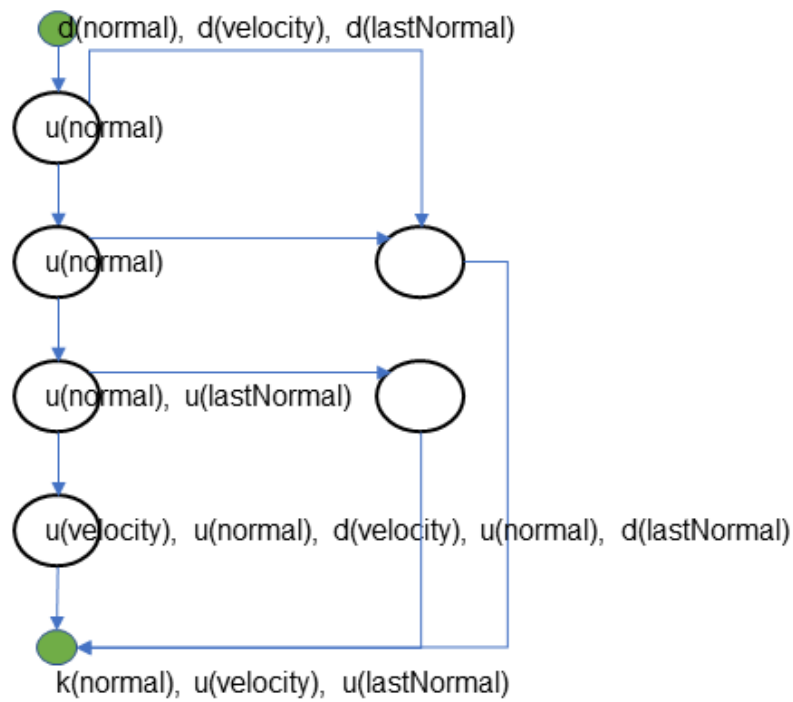 d(normal), d(velocity), d(lastNormal)
u(normal)
u(normal)
u(normal), u(lastNormal)
u(velocity), u(normal), d(velocity), u(normal), d(lastNormal)
k(normal), u(velocity), u(lastNormal)